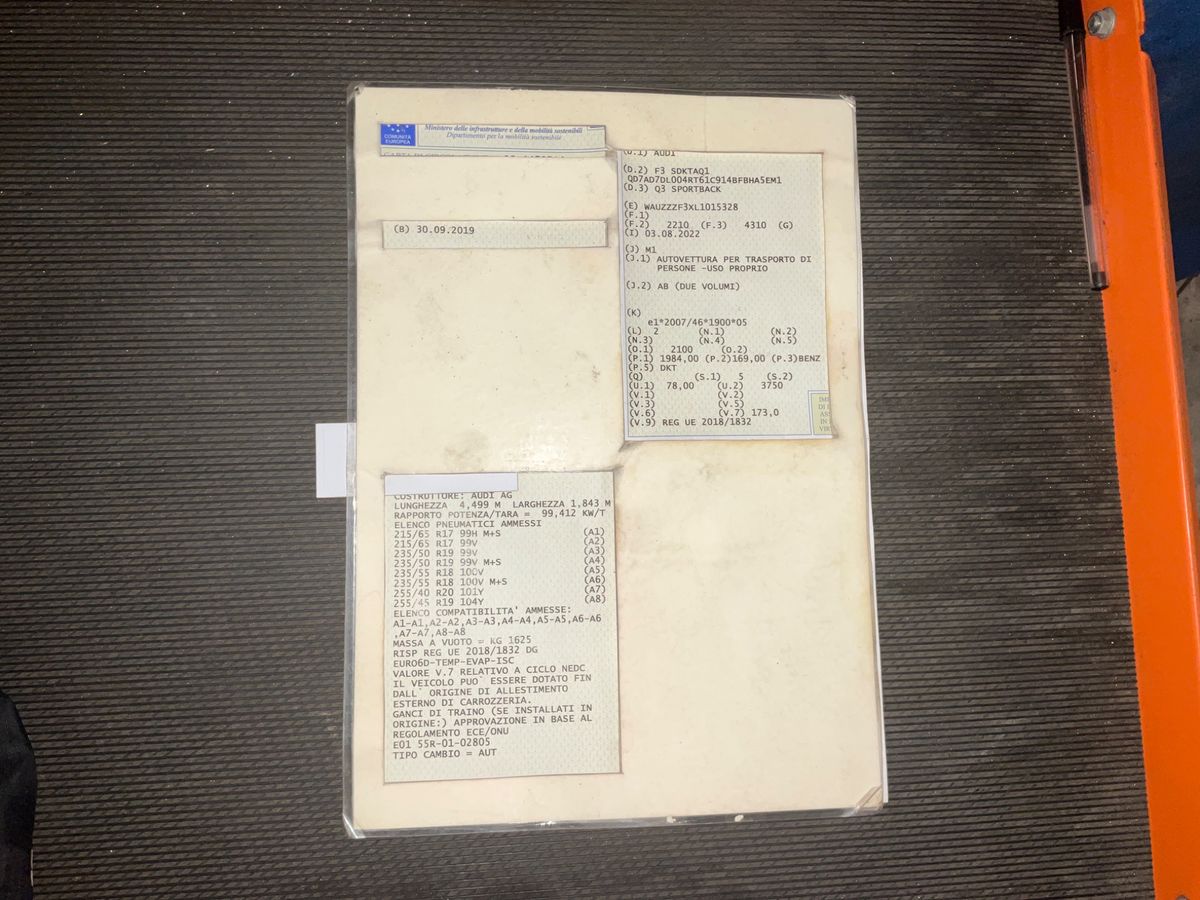 COMUNITÀ
EUROPEA
Ministero delle infrastrutture e della mobilità sostenibili
Dipartimento per la mobilità sostenibile
(B) 30.09.2019
(D.1) AUDI
(D.2) F3 SDKTAQ1
QD7AD7DL004RT61C914BFBHA5EM1
(D.3) Q3 SPORTBACK
(E) WAUZZZF3XL1015328
(F.1)
(F.2) 2210 (F.3) 4310 (G)
(I) 03.08.2022
(J) M1
(J.1) AUTOVETTURA PER TRASPORTO DI
PERSONE -USO PROPRIO
(J.2) AB (DUE VOLUMI)
(K)
e1*2007/46*1900*05
(L) 2 (N.1) (N.2)
(N.3) (N.4) (N.5)
(O.1) 2100 (O.2)
(P.1) 1984,00 (P.2)169,00 (P.3)BENZ
(P.5) DKT
(Q) (S.1) 5 (S.2)
(U.1) 78,00 (U.2) 3750
(V.1) (V.2)
(V.3) (V.5)
(V.6) (V.7) 173,0
(V.9) REG UE 2018/1832
COSTRUTTORE: AUDI AG
LUNGHEZZA 4,499 M LARGHEZZA 1,843 M
RAPPORTO POTENZA/TARA = 99,412 KW/T
ELENCO PNEUMATICI AMMESSI
215/65 R17 99H M+S (A1)
215/65 R17 99V (A2)
235/50 R19 99V (A3)
235/50 R19 99V M+S (A4)
235/55 R18 100V (A5)
235/55 R18 100V M+S (A6)
255/40 R20 101Y (A7)
255/45 R19 104Y (A8)
ELENCO COMPATIBILITA' AMMESSE:
A1-A1,A2-A2,A3-A3,A4-A4,A5-A5,A6-A6
,A7-A7,A8-A8
MASSA A VUOTO = KG 1625
RISP REG UE 2018/1832 DG
EURO6D-TEMP-EVAP-ISC
VALORE V.7 RELATIVO A CICLO NEDC
IL VEICOLO PUO` ESSERE DOTATO FIN
DALL` ORIGINE DI ALLESTIMENTO
ESTERNO DI CARROZZERIA.
GANCI DI TRAINO (SE INSTALLATI IN
ORIGINE:) APPROVAZIONE IN BASE AL
REGOLAMENTO ECE/ONU
E01 55R-01-02805
TIPO CAMBIO = AUT